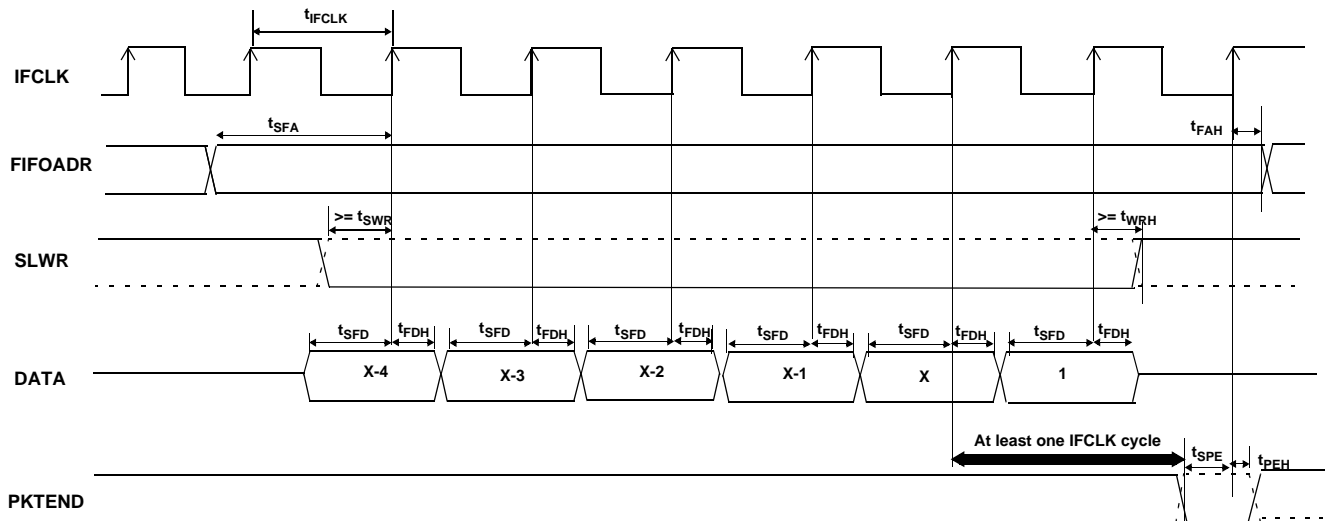 tIFCLK
IFCLK
tSFA
tFAH
FIFOADR
>= tSWR
>= tWRH
SLWR
tSFD tFDH tSFD tFDH tSFD tFDH tSFD tFDH tSFD tFDH tSFD tFDH
DATA X-4 X-3 X-2 X-1 X 1
At least one IFCLK cycle
tSPE
tPEH
PKTEND